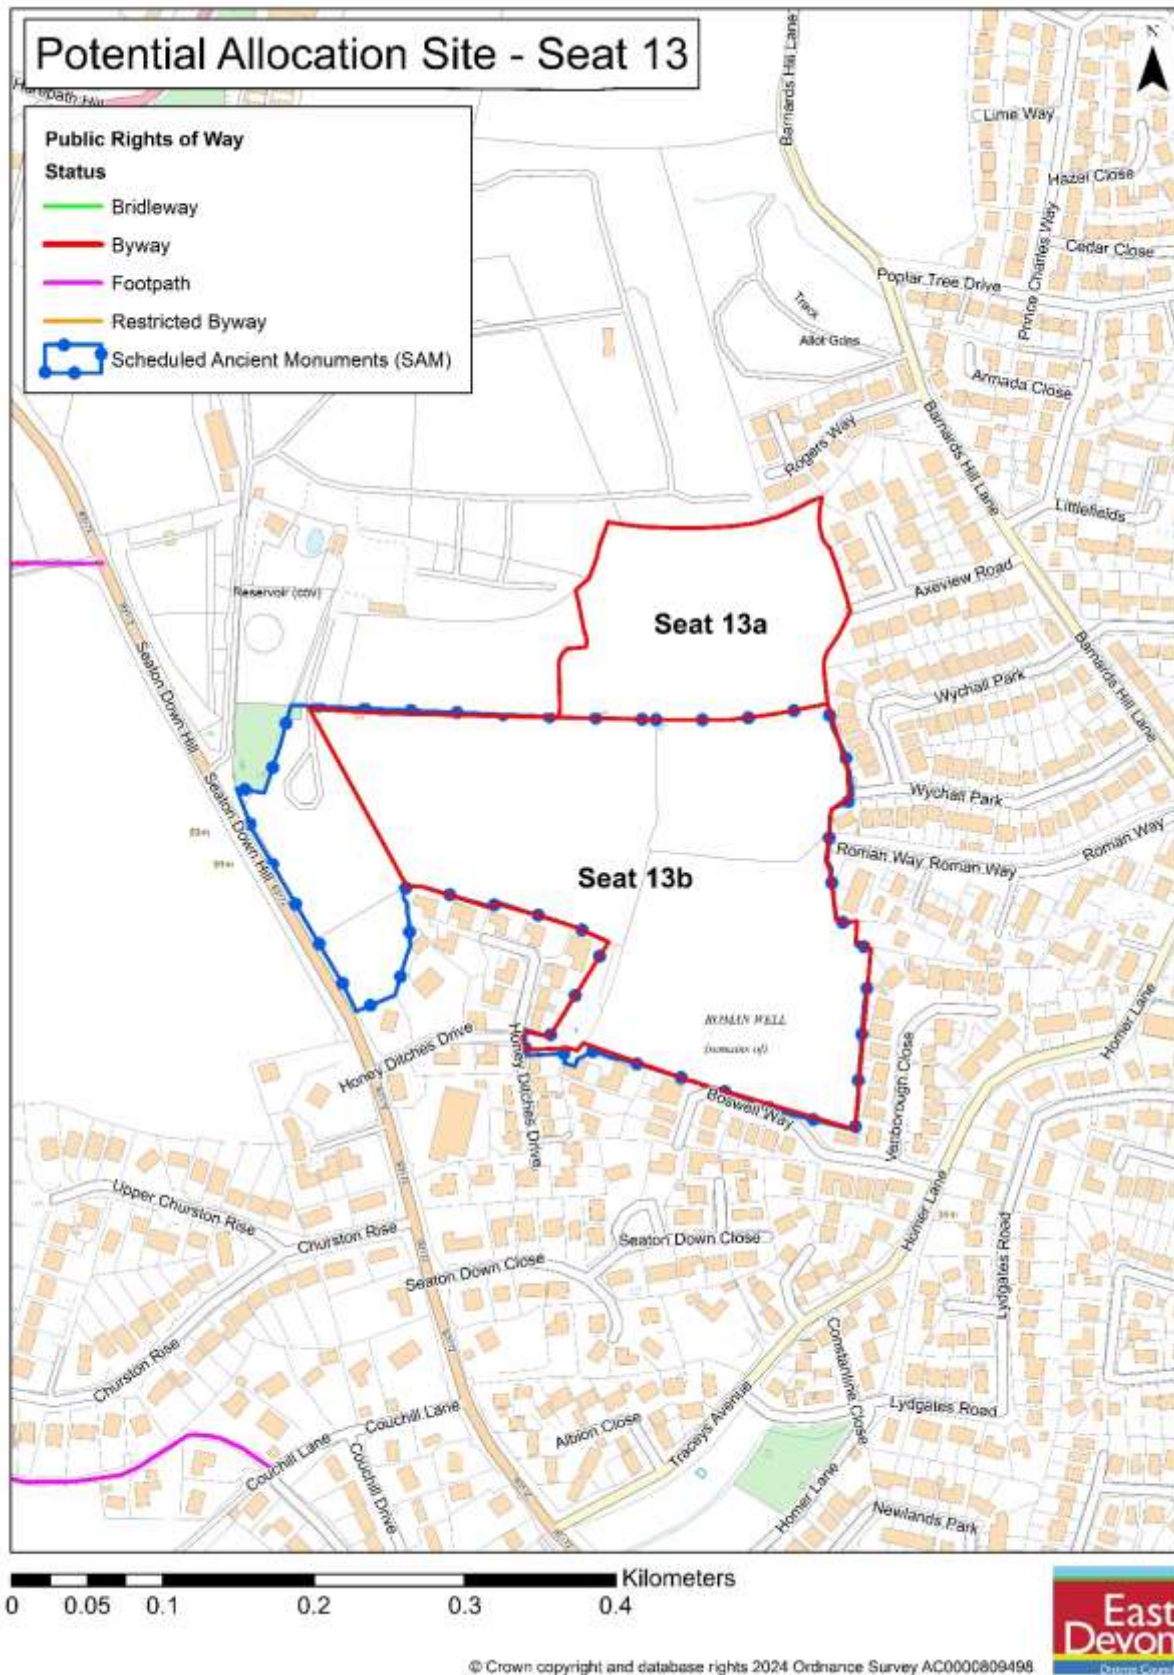 Potential Allocation Site - Seat 13
N
Public Rights of Way
Status
Bridleway
Byway
Footpath
Restricted Byway
Scheduled Ancient Monuments (SAM)
Barnards Hill Lane
Lime Way
Hazel Close
Prince Charles Way
Cedar Close
Poplar Tree Drive
Track
Allot Gdns
Armada Close
Rogers Way
Barnards Hill Lane
Littlefields
Axeview Road
Reservoir (cov)
Seat 13a
Seaton Down Hill
Wychall Park
Barnards Hill Lane
Seaton Down Hill
Wychall Park
Roman Way
Roman Way
Roman Way
Seat 13b
ROMAN WELL
(remains of)
Honey Ditches Drive
Honey Ditches Drive
Homer Lane
Boswell Way
Vanborough Close
Upper Churston Rise
Churston Rise
Seaton Down Close
Seaton Down Close
Homer Lane
Lydgates Road
Churston Rise
Constantine Close
Couchill Lane
Couchill Lane
Couchill Drive
Albion Close
Traceys Avenue
Lydgates Road
Homer Lane
Newlands Park
Kilometers
0 0.05 0.1 0.2 0.3 0.4
East
Devon
District Council
© Crown copyright and database rights 2024 Ordnance Survey AC0000809498